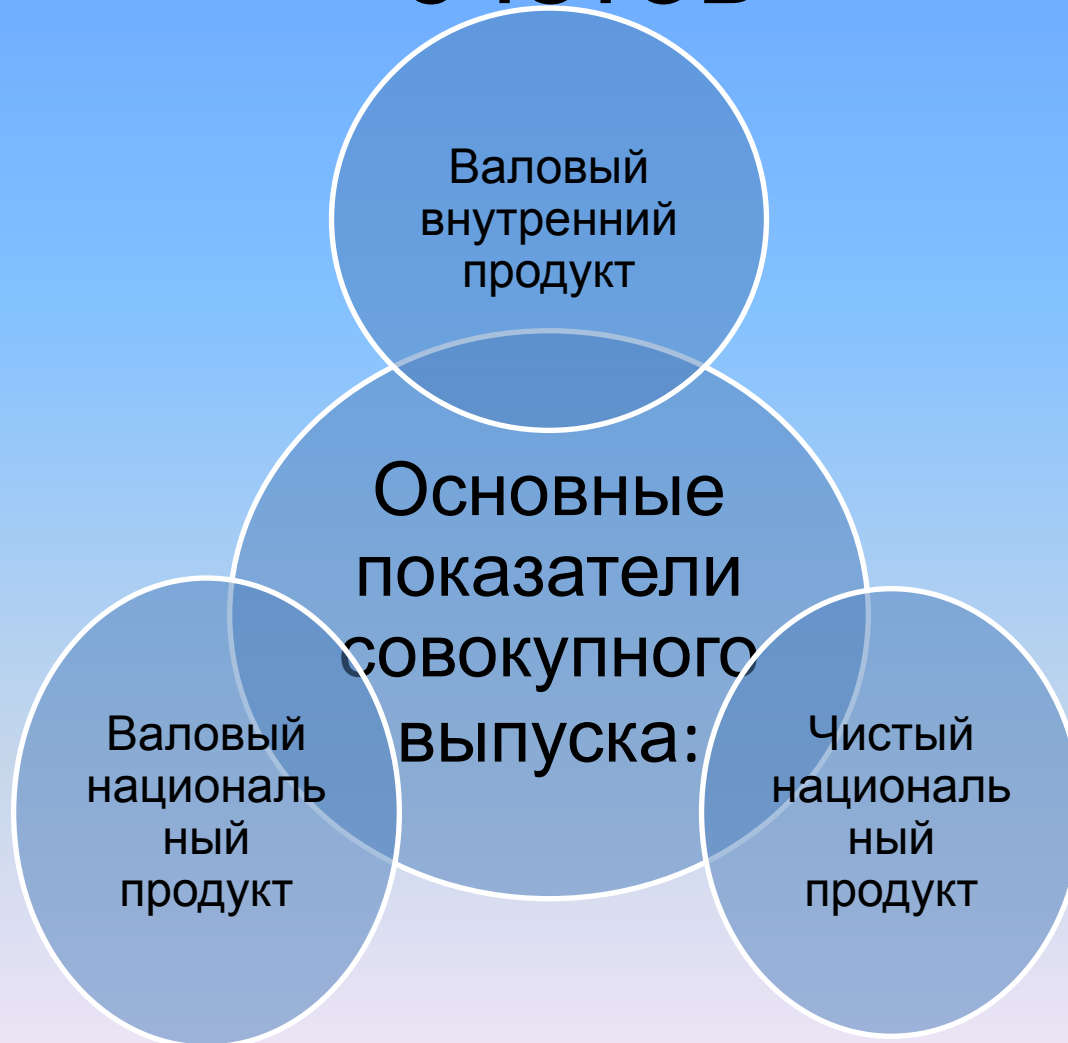 Валовый
внутренний
продукт
Основные
показатели
совокупного
выпуска:
Валовый
националь
ный
продукт
Чистый
националь
ный
продукт